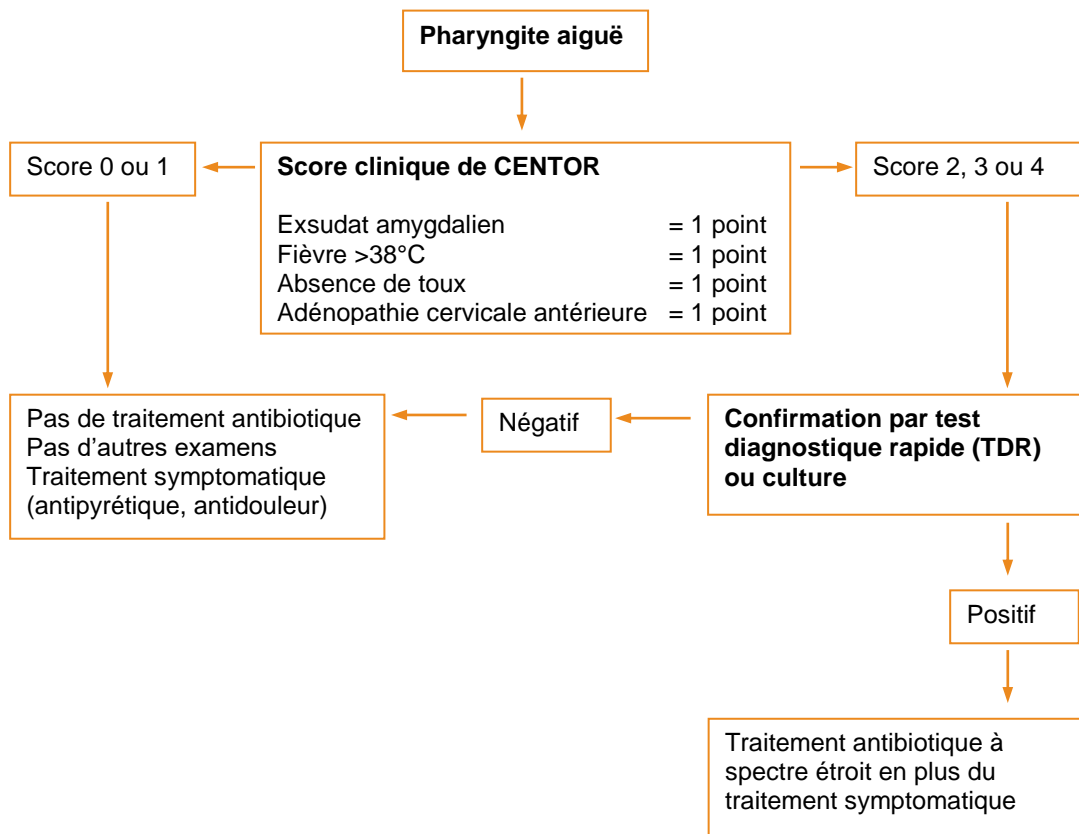 Pharyngite aiguë
Score 0 ou 1
Score clinique de CENTOR
Exsudat amygdalien = 1 point
Fièvre >38°C = 1 point
Absence de toux = 1 point
Adénopathie cervicale antérieure = 1 point
Score 2, 3 ou 4
Pas de traitement antibiotique
Pas d’autres examens
Traitement symptomatique
(antipyrétique, antidouleur)
Négatif
Confirmation par test
diagnostique rapide (TDR)
ou culture
Positif
Traitement antibiotique à
spectre étroit en plus du
traitement symptomatique